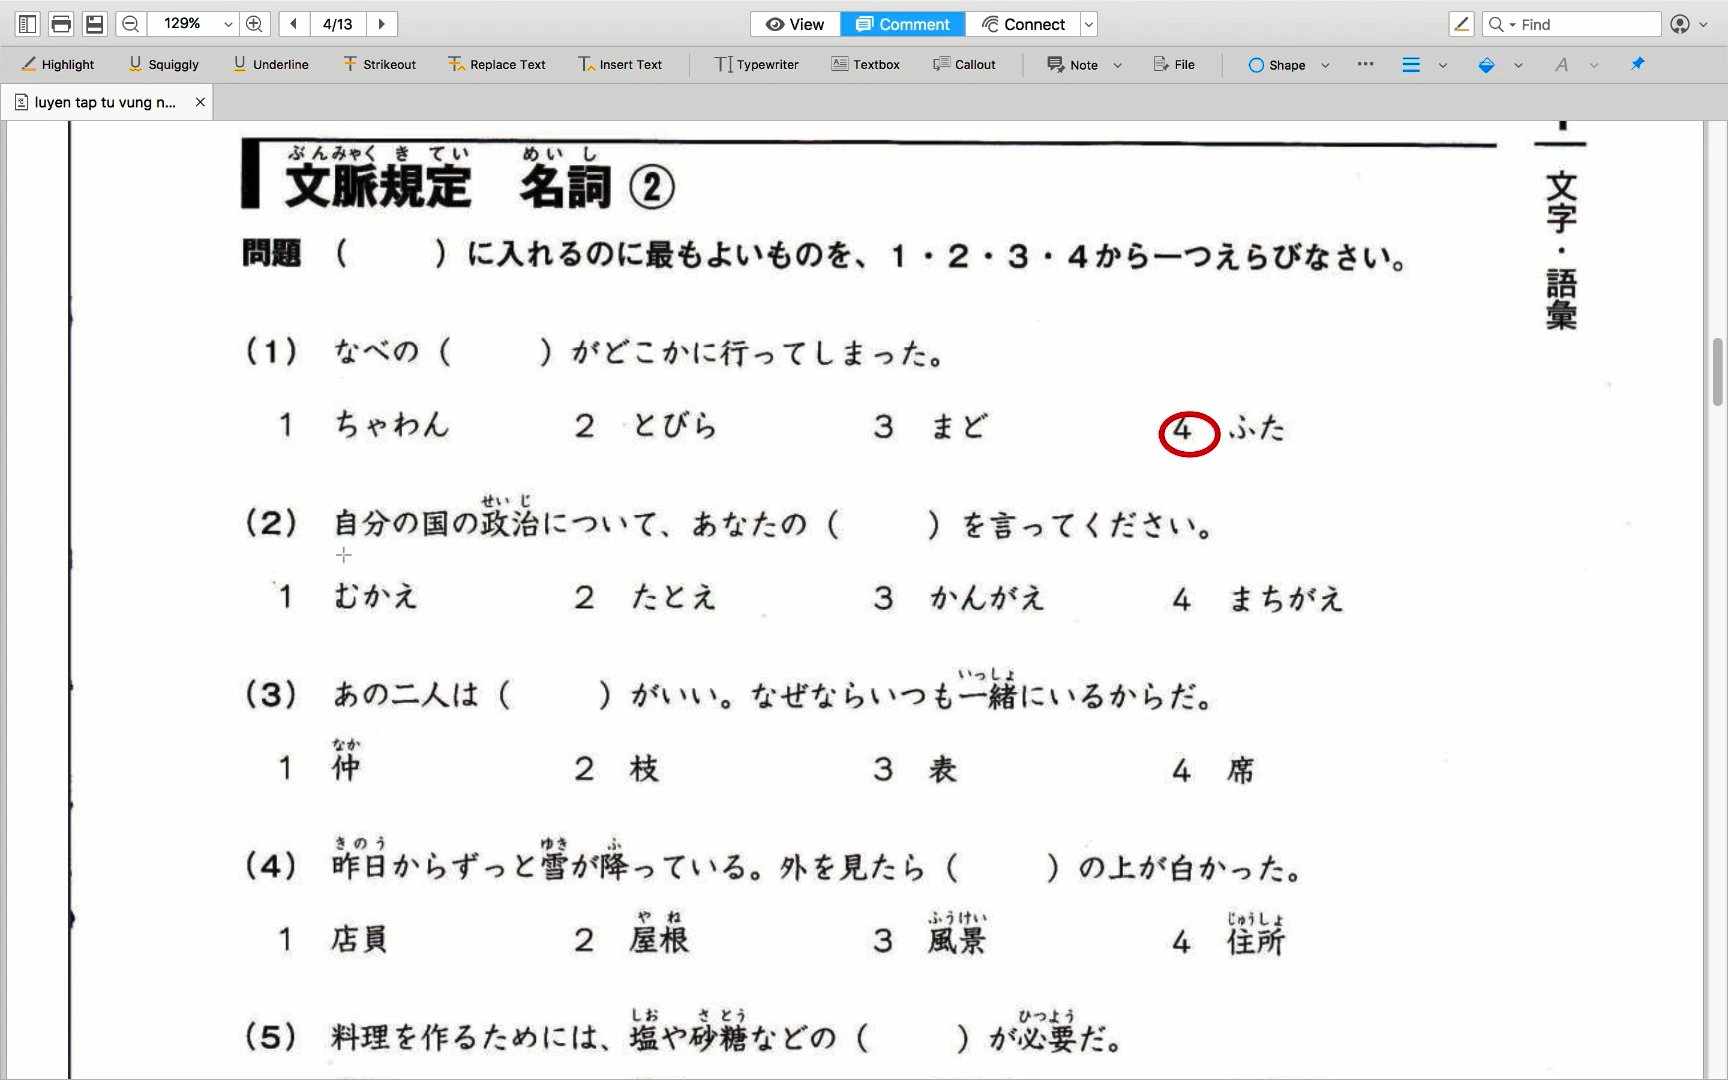 129%
4/13
View
Comment
Connect
Find
Highlight
Squiggly
Underline
Strikeout
Replace Text
Insert Text
Typewriter
Textbox
Callout
Note
File
Shape
luyen tap tu vung n...
ぶんみゃく き てい めい し
文脈規定 名詞 ②
問題 ( )に入れるのに最もよいものを、1・2・3・4から一つえらびなさい。
(1) なべの( )がどこかに行ってしまった。
1 ちゃわん 2 とびら 3 まど 4 ふた
せい じ
(2) 自分の国の政治について、あなたの( )を言ってください。
1 むかえ 2 たとえ 3 かんがえ 4 まちがえ
いっしょ
(3) あの二人は( )がいい。なぜならいつも一緒にいるからだ。
なか
1 仲 2 枝 3 表 4 席
きのう ゆき ふ
(4) 昨日からずっと雪が降っている。外を見たら( )の上が白かった。
や ね ふうけい じゅうしょ
1 店員 2 屋根 3 風景 4 住所
しお さ とう ひつよう
(5) 料理を作るためには、塩や砂糖などの( )が必要だ。
文字・語彙